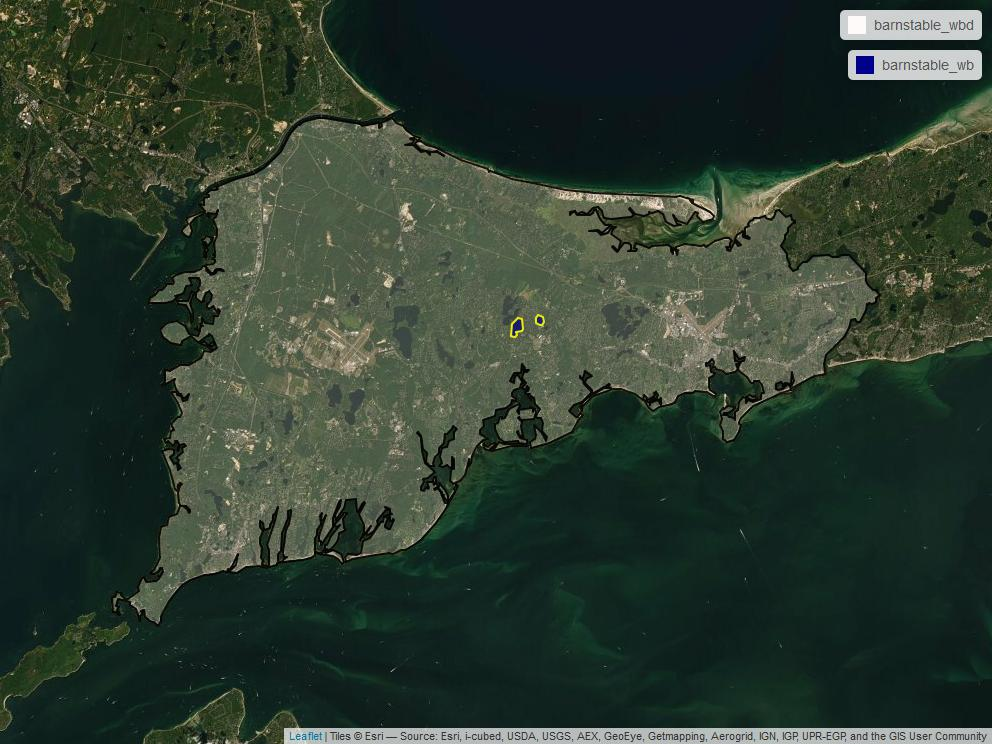 barnstable_wbd
barnstable_wb
Leaflet | Tiles © Esri — Source: Esri, i-cubed, USDA, USGS, AEX, GeoEye, Getmapping, Aerogrid, IGN, IGP, UPR-EGP, and the GIS User Community